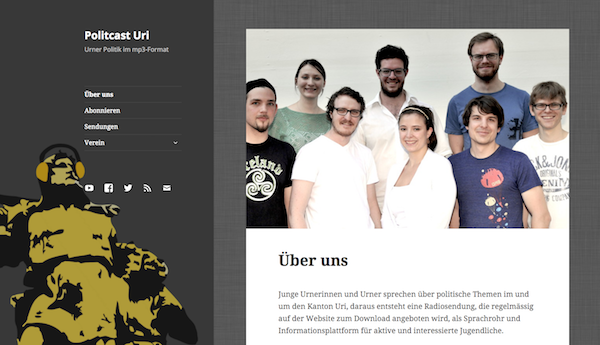 Politcast Uri
Urner Politik im mp3-Format
Über uns
Abonnieren
Sendungen
Verein
Über uns
Junge Urnerinnen und Urner sprechen über politische Themen im und
um den Kanton Uri, daraus entsteht eine Radiosendung, die regelmässig
auf der Website zum Download angeboten wird, als Sprachrohr und
Informationsplattform für aktive und interessierte Jugendliche.